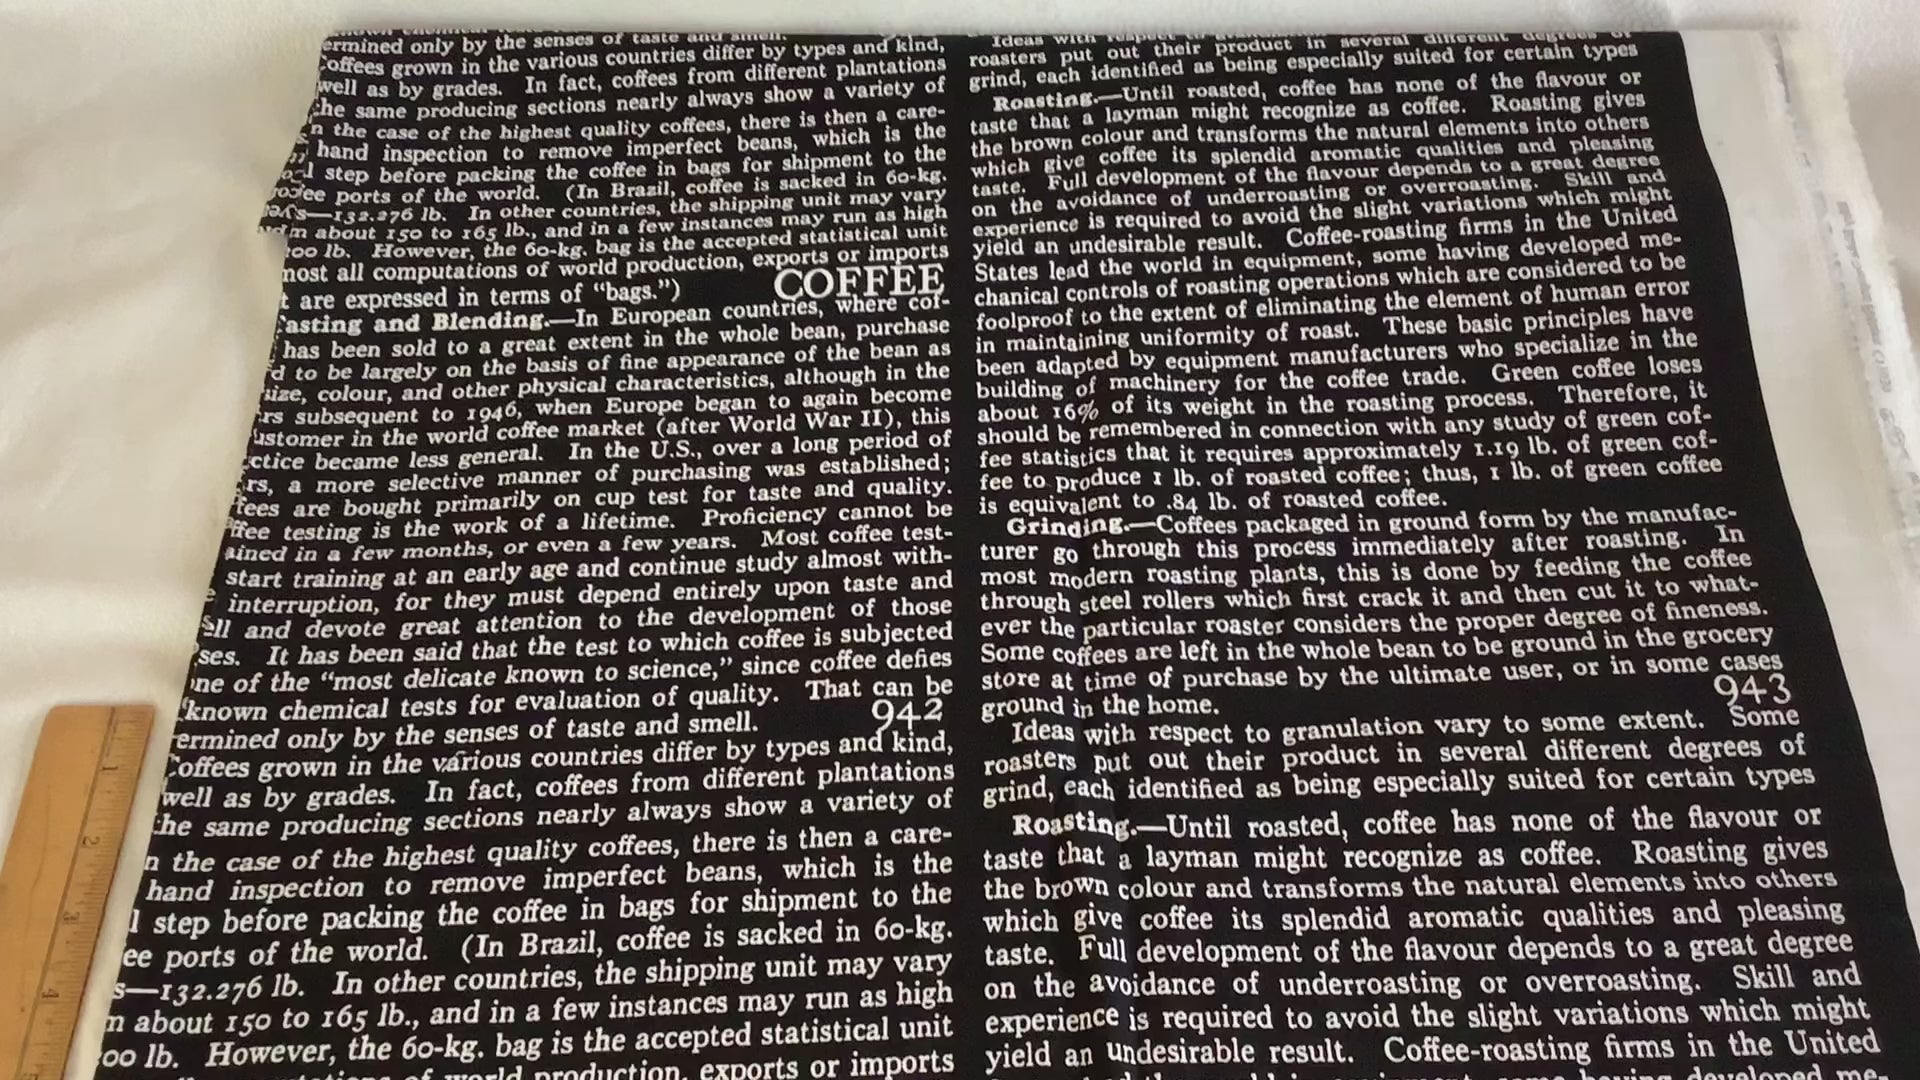 ermined only by the senses of taste and smell.
offees grown in the various countries differ by types and kind,
well as by grades. In fact, coffees from different plantations
he same producing sections nearly always show a variety of
n the case of the highest quality coffees, there is then a care-
hand inspection to remove imperfect beans, which is the
l step before packing the coffee in bags for shipment to the
ee ports of the world. (In Brazil, coffee is sacked in 60-kg.
s—132.276 lb. In other countries, the shipping unit may vary
m about 150 to 165 lb., and in a few instances may run as high
00 lb. However, the 60-kg. bag is the accepted statistical unit
most all computations of world production, exports or imports
t are expressed in terms of “bags.”)
COFFEE
asting and Blending.—In European countries, where cof-
has been sold to a great extent in the whole bean, purchase
d to be largely on the basis of fine appearance of the bean as
size, colour, and other physical characteristics, although in the
rs subsequent to 1946, when Europe began to again become
ustomer in the world coffee market (after World War II), this
ctice became less general. In the U.S., over a long period of
rs, a more selective manner of purchasing was established;
fees are bought primarily on cup test for taste and quality.
ffee testing is the work of a lifetime. Proficiency cannot be
ained in a few months, or even a few years. Most coffee test-
start training at an early age and continue study almost with-
interruption, for they must depend entirely upon taste and
ll and devote great attention to the development of those
ses. It has been said that the test to which coffee is subjected
ne of the “most delicate known to science,” since coffee defies
known chemical tests for evaluation of quality. That can be
ermined only by the senses of taste and smell.
942
offees grown in the various countries differ by types and kind,
well as by grades. In fact, coffees from different plantations
he same producing sections nearly always show a variety of
n the case of the highest quality coffees, there is then a care-
hand inspection to remove imperfect beans, which is the
l step before packing the coffee in bags for shipment to the
ee ports of the world. (In Brazil, coffee is sacked in 60-kg.
s—132.276 lb. In other countries, the shipping unit may vary
m about 150 to 165 lb., and in a few instances may run as high
00 lb. However, the 60-kg. bag is the accepted statistical unit
of world production, exports or imports
Ideas with respect to granulation several different degrees of
roasters put out their product in several different degrees of
grind, each identified as being especially suited for certain types
Roasting.—Until roasted, coffee has none of the flavour or
taste that a layman might recognize as coffee. Roasting gives
the brown colour and transforms the natural elements into others
which give coffee its splendid aromatic qualities and pleasing
taste. Full development of the flavour depends to a great degree
on the avoidance of underroasting or overroasting. Skill and
experience is required to avoid the slight variations which might
yield an undesirable result. Coffee-roasting firms in the United
States lead the world in equipment, some having developed me-
chanical controls of roasting operations which are considered to be
foolproof to the extent of eliminating the element of human error
in maintaining uniformity of roast. These basic principles have
been adapted by equipment manufacturers who specialize in the
building of machinery for the coffee trade. Green coffee loses
about 16% of its weight in the roasting process. Therefore, it
should be remembered in connection with any study of green cof-
fee statistics that it requires approximately 1.19 lb. of green cof-
fee to produce 1 lb. of roasted coffee; thus, 1 lb. of green coffee
is equivalent to .84 lb. of roasted coffee.
Grinding.—Coffees packaged in ground form by the manufac-
turer go through this process immediately after roasting. In
most modern roasting plants, this is done by feeding the coffee
through steel rollers which first crack it and then cut it to what-
ever the particular roaster considers the proper degree of fineness.
Some coffees are left in the whole bean to be ground in the grocery
store at time of purchase by the ultimate user, or in some cases
ground in the home.
943
Ideas with respect to granulation vary to some extent. Some
roasters put out their product in several different degrees of
grind, each identified as being especially suited for certain types
Roasting.—Until roasted, coffee has none of the flavour or
taste that a layman might recognize as coffee. Roasting gives
the brown colour and transforms the natural elements into others
which give coffee its splendid aromatic qualities and pleasing
taste. Full development of the flavour depends to a great degree
on the avoidance of underroasting or overroasting. Skill and
experience is required to avoid the slight variations which might
yield an undesirable result. Coffee-roasting firms in the United
having developed me-
1
2
3
4